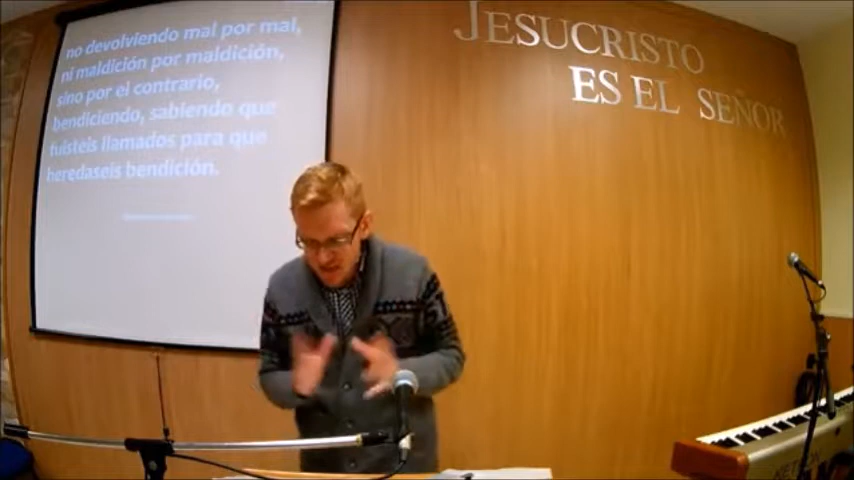 no devolviendo mal por mal,
ni maldición por maldición,
sino por el contrario,
bendiciendo, sabiendo que
fuisteis llamados para que
heredaseis bendición.
JESUCRISTO
ES EL SEÑOR
KETRON